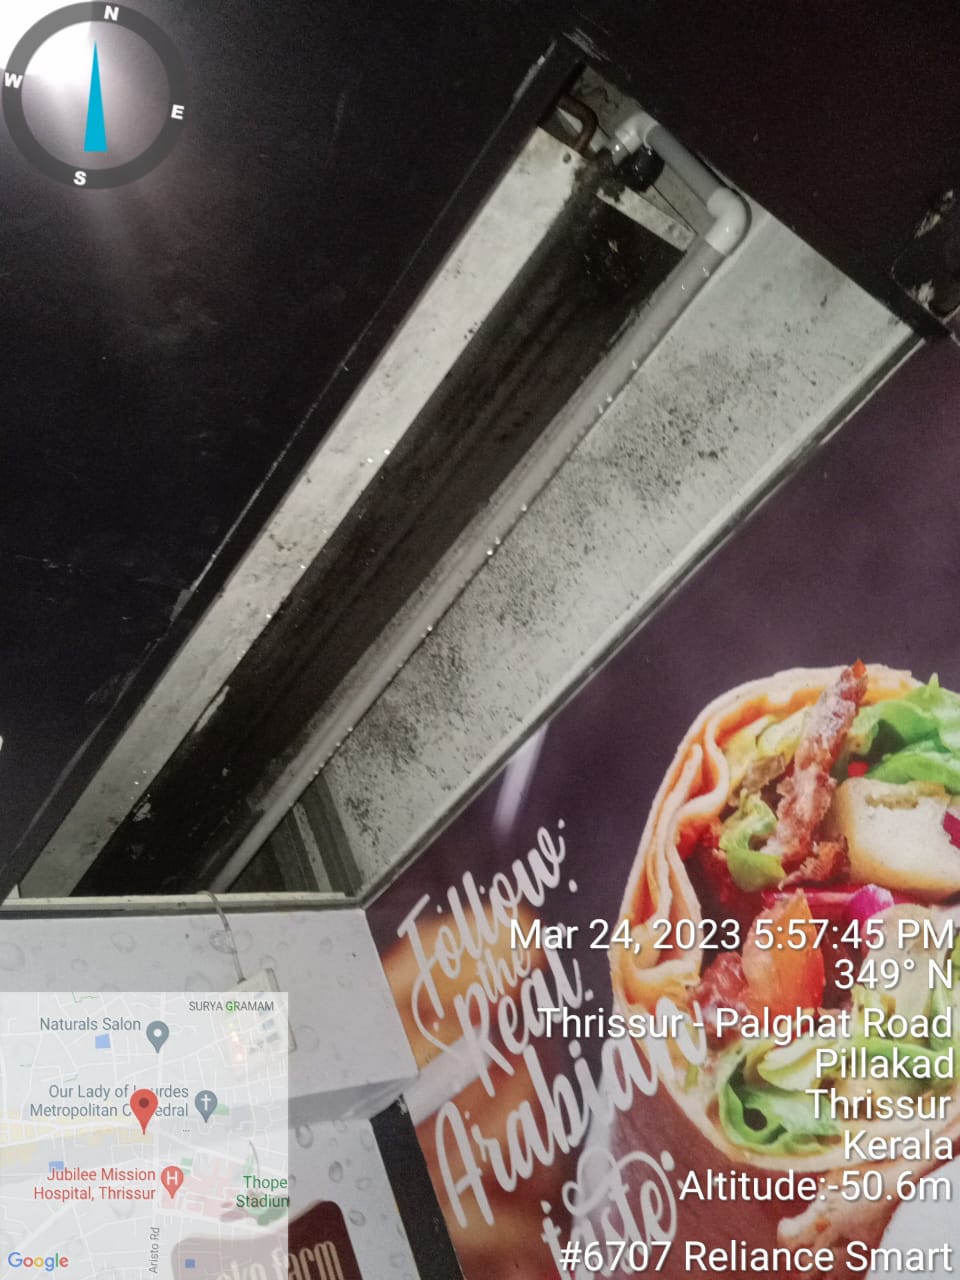 N
W
E
S
Follow
the
Real
Arabian
taste
Mar 24, 2023 5:57:45 PM
349° N
Thrissur - Palghat Road
Pillakad
Thrissur
Kerala
Altitude:-50.6m
#6707 Reliance Smart
SURYA GRAMAM
Naturals Salon
Our Lady of Lourdes
Metropolitan Cathedral
...
Jubilee Mission
Hospital, Thrissur
Thope
Stadium
Aristo Rd
Google
farm